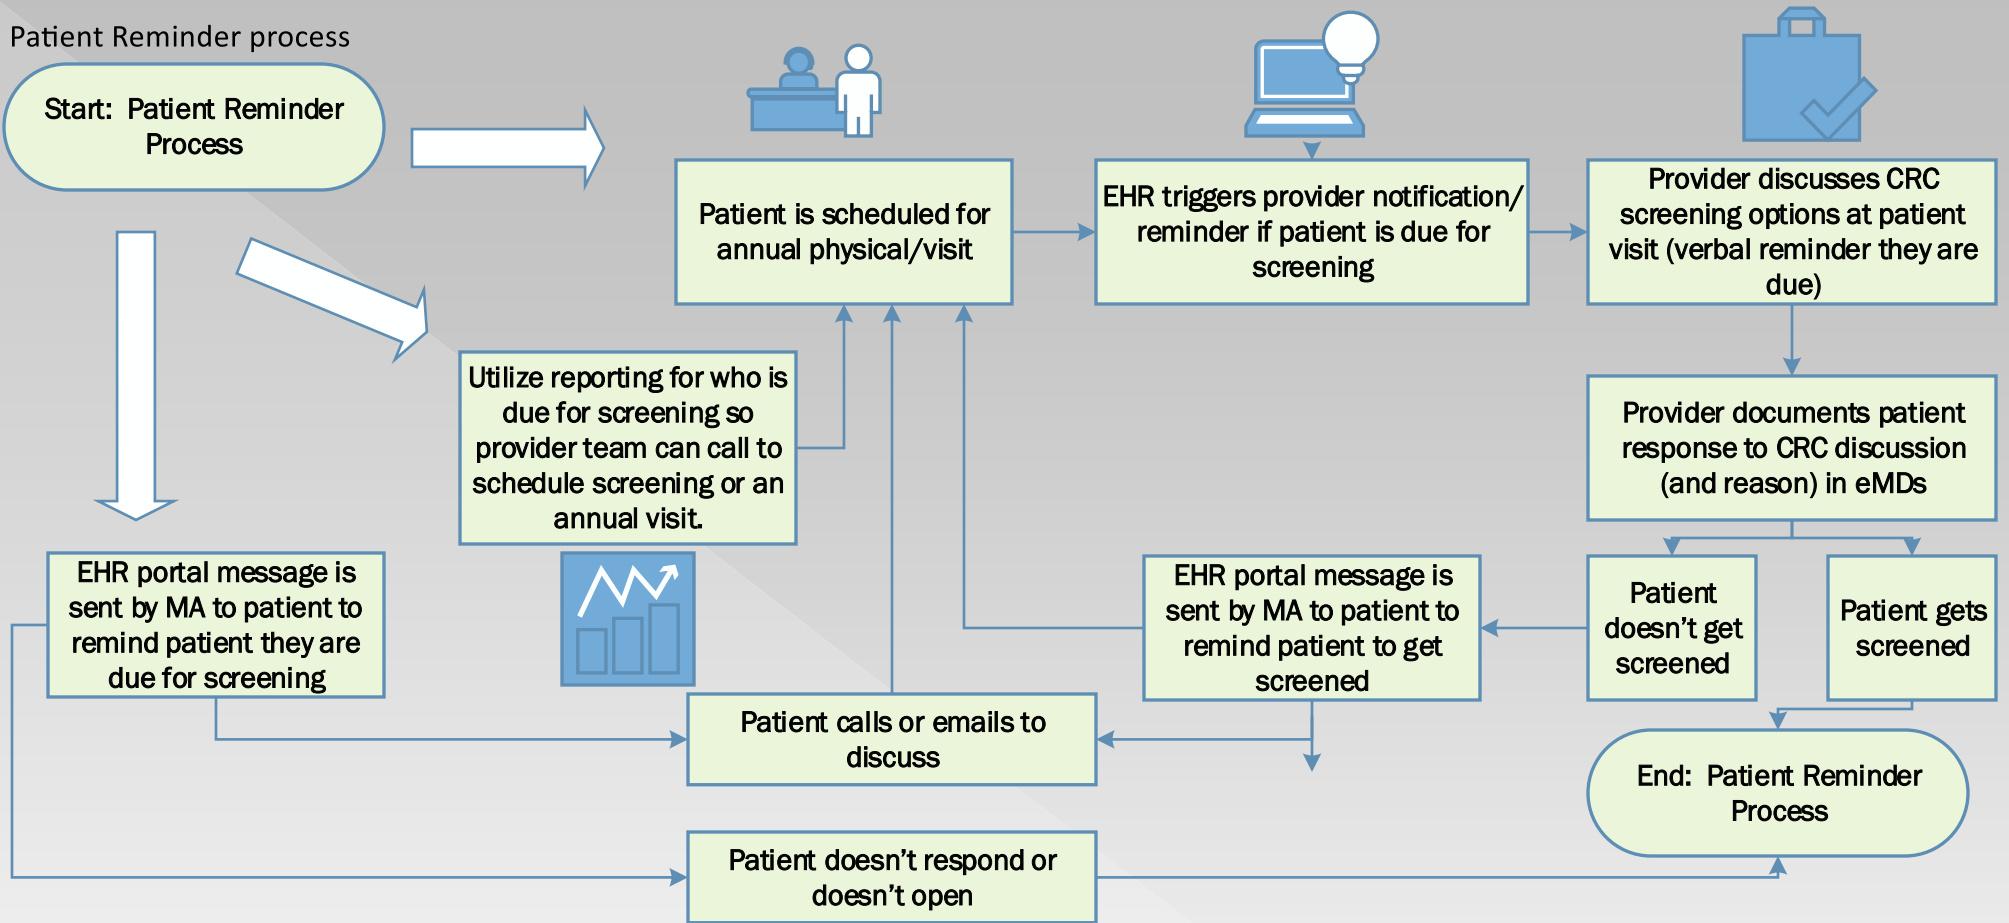 Patient Reminder process
Start: Patient Reminder
Process
Patient is scheduled for
annual physical/visit
EHR triggers provider notification/
reminder if patient is due for
screening
Provider discusses CRC
screening options at patient
visit (verbal reminder they are
due)
Utilize reporting for who is
due for screening so
provider team can call to
schedule screening or an
annual visit.
Provider documents patient
response to CRC discussion
(and reason) in eMDs
EHR portal message is
sent by MA to patient to
remind patient they are
due for screening
EHR portal message is
sent by MA to patient to
remind patient to get
screened
Patient
doesn’t get
screened
Patient gets
screened
Patient calls or emails to
discuss
End: Patient Reminder
Process
Patient doesn’t respond or
doesn’t open